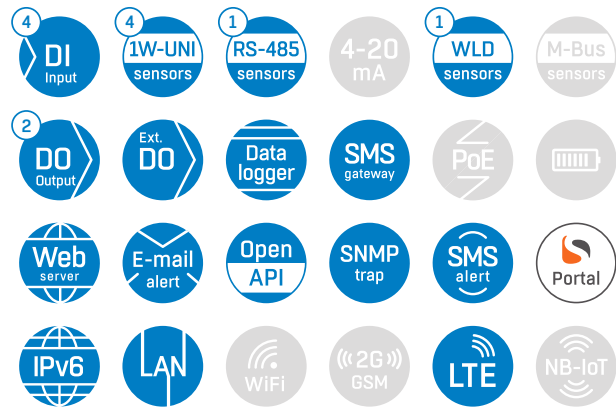 4
DI
Input
4
1W-UNI
sensors
1
RS-485
sensors
4-20
mA
1
WLD
sensors
M-Bus
sensors
2
DO
Output
Ext.
DO
Data
logger
SMS
gateway
PoE
Web
server
E-mail
alert
Open
API
SNMP
trap
SMS
alert
Portal
IPv6
LAN
WiFi
2G
GSM
LTE
NB-IoT